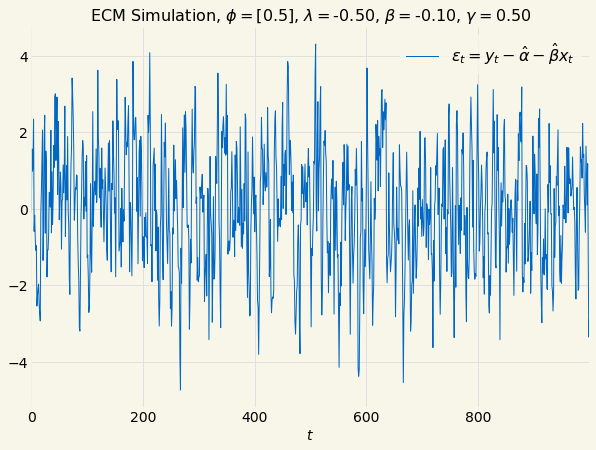 ECM Simulation, $\phi=[0.5]$, $\lambda=$-0.50, $\beta=$-0.10, $\gamma=0.50$
$\varepsilon_t = y_t - \hat{\alpha} - \hat{\beta}x_t$
4
2
0
−2
−4
0 200 400 600 800
t